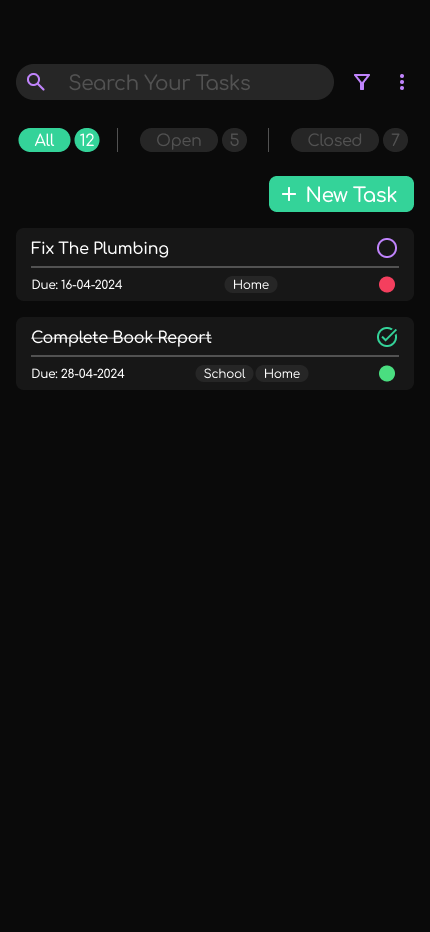 Search Your Tasks
All 12 Open 5 Closed 7
+ New Task
Fix The Plumbing
Due: 16-04-2024 Home
Complete Book Report
Due: 28-04-2024 School Home